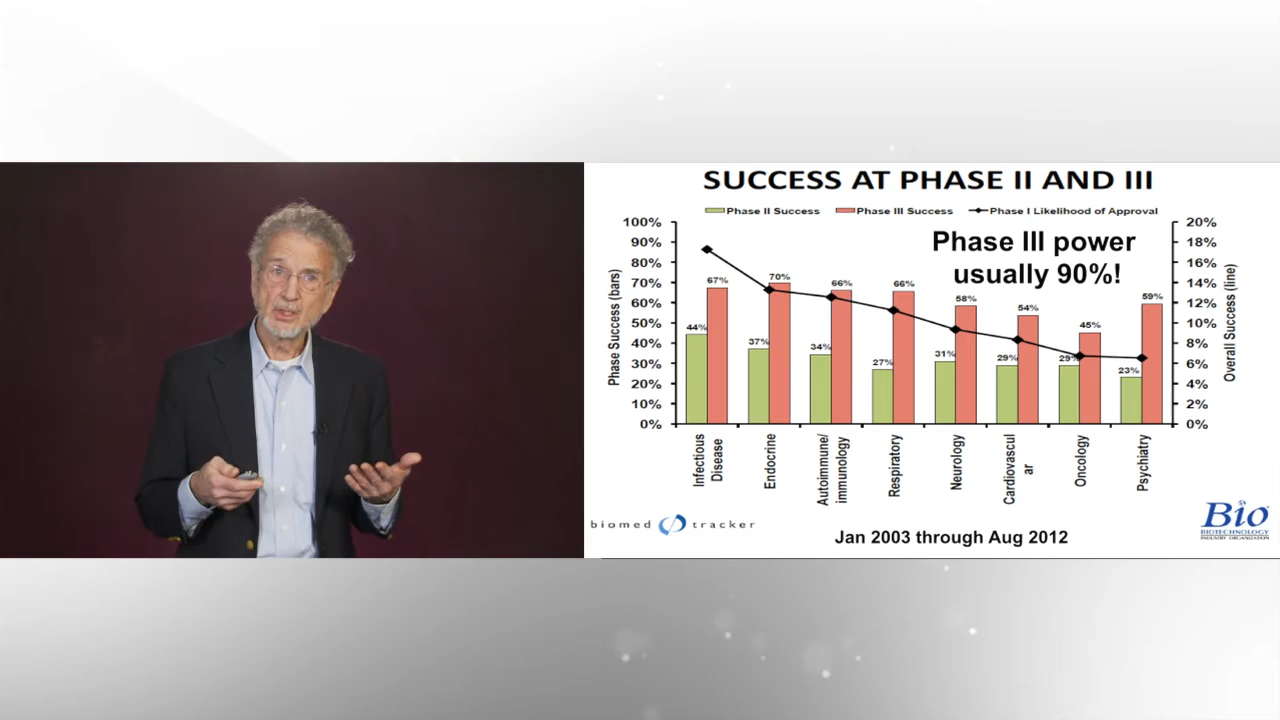 SUCCESS AT PHASE II AND III
Phase II Success Phase III Success Phase I Likelihood of Approval
Phase III power
usually 90%!
Phase Success (bars)
100%
90%
80%
70%
60%
50%
40%
30%
20%
10%
0%
44% 67%
37% 70%
34% 66%
27% 66%
31% 58%
29% 54%
29% 45%
23% 59%
20%
18%
16%
14%
12%
10%
8%
6%
4%
2%
0%
Overall Success (line)
Infectious
Disease
Endocrine
Autoimmune/
immunology
Respiratory
Neurology
Cardiovascul
ar
Oncology
Psychiatry
biomed tracker
Jan 2003 through Aug 2012
Bio
BIOTECHNOLOGY
INDUSTRY ORGANIZATION